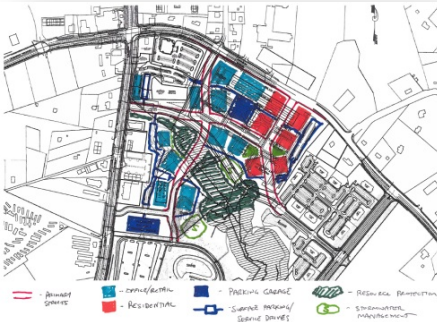 - PRIMARY STREETS
- OFFICE/RETAIL
- RESIDENTIAL
- PARKING GARAGE
- SURFACE PARKING/
SERVICE DRIVES
- RESOURCE PROTECTION
- STORMWATER
MANAGEMENT